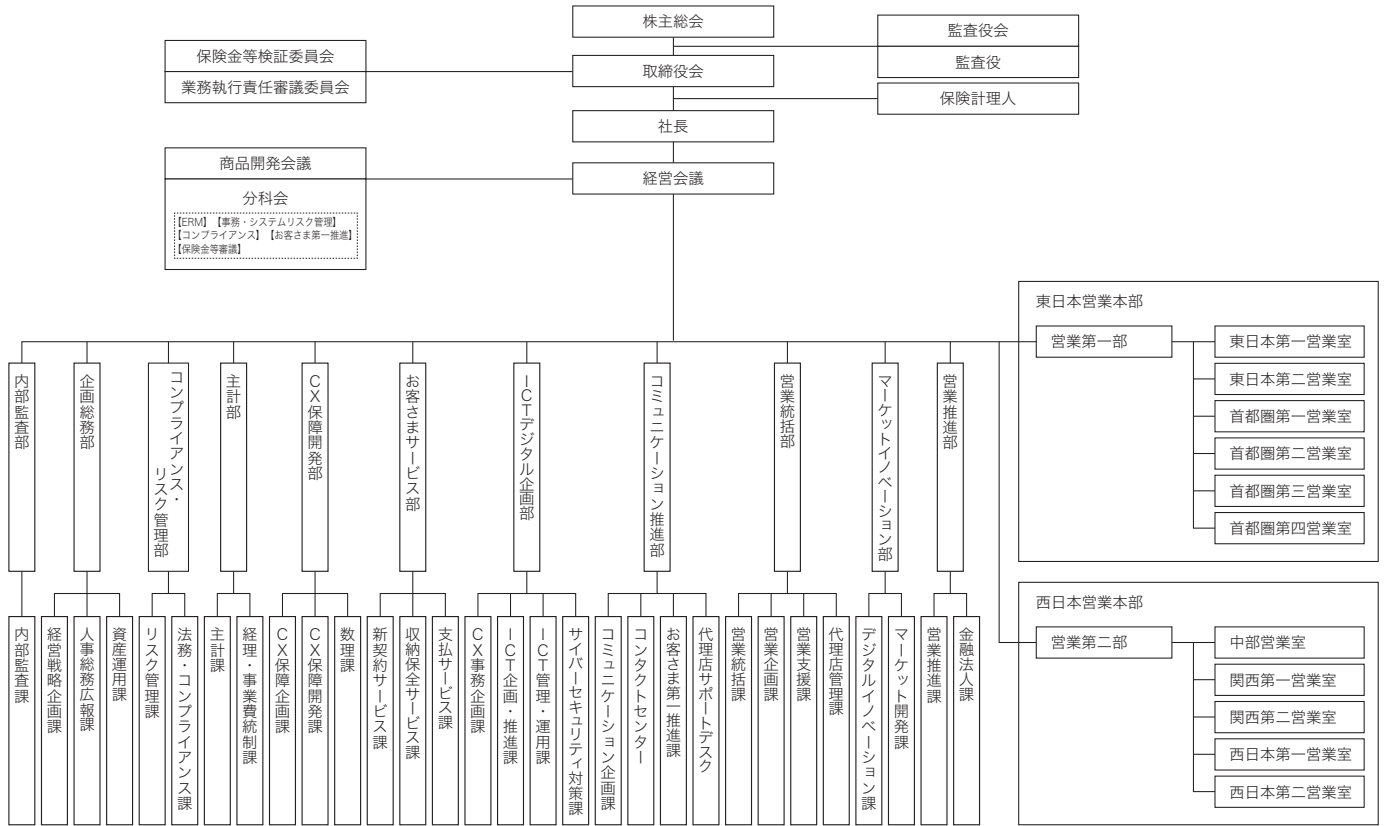 株主総会
監査役会
監査役
保険金等検証委員会
業務執行責任審議委員会
取締役会
保険計理人
社長
商品開発会議
経営会議
分科会
【ERM】【事務・システムリスク管理】
【コンプライアンス】【お客さま第一推進】
【保険金等審議】
内部監査部
企画総務部
コンプライアンス・
リスク管理部
主計部
CX保障開発部
お客さまサービス部
ICTデジタル企画部
コミュニケーション推進部
営業統括部
マーケットイノベーション部
営業推進部
内部監査課
経営戦略企画課
人事総務広報課
資産運用課
リスク管理課
法務・コンプライアンス課
主計課
経理・事業費統制課
CX保障企画課
CX保障開発課
数理課
新契約サービス課
収納保全サービス課
支払サービス課
CX事務企画課
ICT企画・推進課
ICT管理・運用課
サイバーセキュリティ対策課
コミュニケーション企画課
コンタクトセンター
お客さま第一推進課
代理店サポートデスク
営業統括課
営業企画課
営業支援課
代理店管理課
デジタルイノベーション課
マーケット開発課
営業推進課
金融法人課
東日本営業本部
営業第一部
東日本第一営業室
東日本第二営業室
首都圏第一営業室
首都圏第二営業室
首都圏第三営業室
首都圏第四営業室
西日本営業本部
営業第二部
中部営業室
関西第一営業室
関西第二営業室
西日本第一営業室
西日本第二営業室